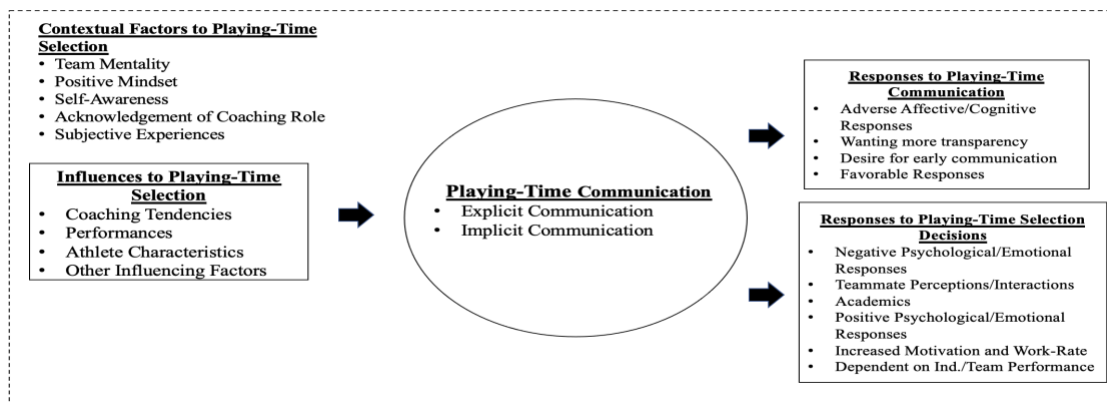 Contextual Factors to Playing-Time
Selection
• Team Mentality
• Positive Mindset
• Self-Awareness
• Acknowledgement of Coaching Role
• Subjective Experiences
Influences to Playing-Time
Selection
• Coaching Tendencies
• Performances
• Athlete Characteristics
• Other Influencing Factors
Playing-Time Communication
• Explicit Communication
• Implicit Communication
Responses to Playing-Time
Communication
• Adverse Affective/Cognitive
Responses
• Wanting more transparency
• Desire for early communication
• Favorable Responses
Responses to Playing-Time Selection
Decisions
• Negative Psychological/Emotional
Responses
• Teammate Perceptions/Interactions
• Academics
• Positive Psychological/Emotional
Responses
• Increased Motivation and Work-Rate
• Dependent on Ind./Team Performance